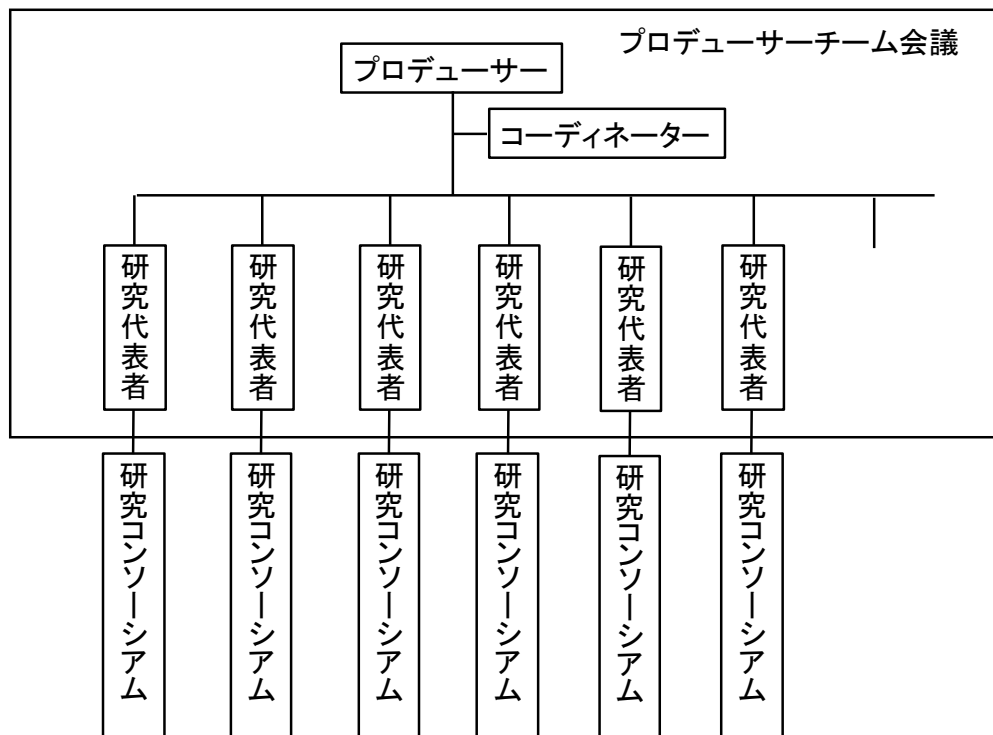 プロデューサーチーム会議
プロデューサー
コーディネーター
研究代表者
研究代表者
研究代表者
研究代表者
研究代表者
研究代表者
研究コンソーシアム
研究コンソーシアム
研究コンソーシアム
研究コンソーシアム
研究コンソーシアム
研究コンソーシアム